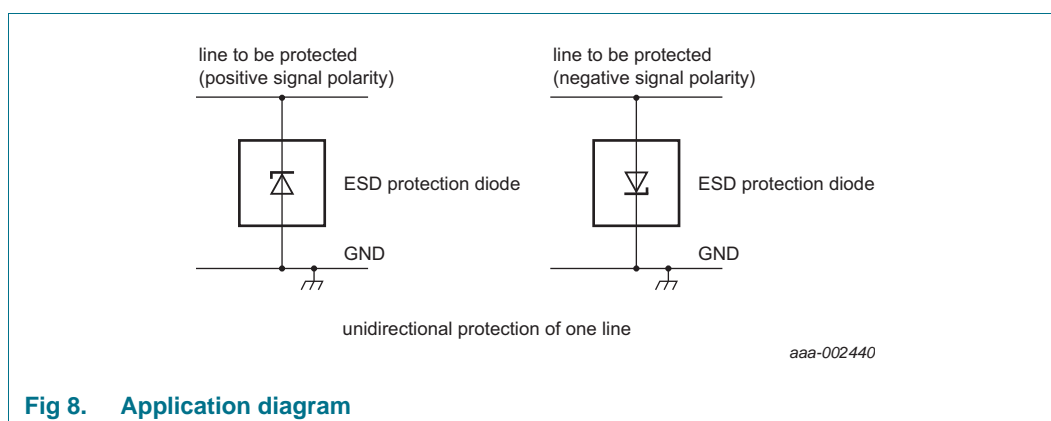 line to be protected
(positive signal polarity)
line to be protected
(negative signal polarity)
ESD protection diode
ESD protection diode
GND
GND
unidirectional protection of one line
aaa-002440
Fig 8. Application diagram